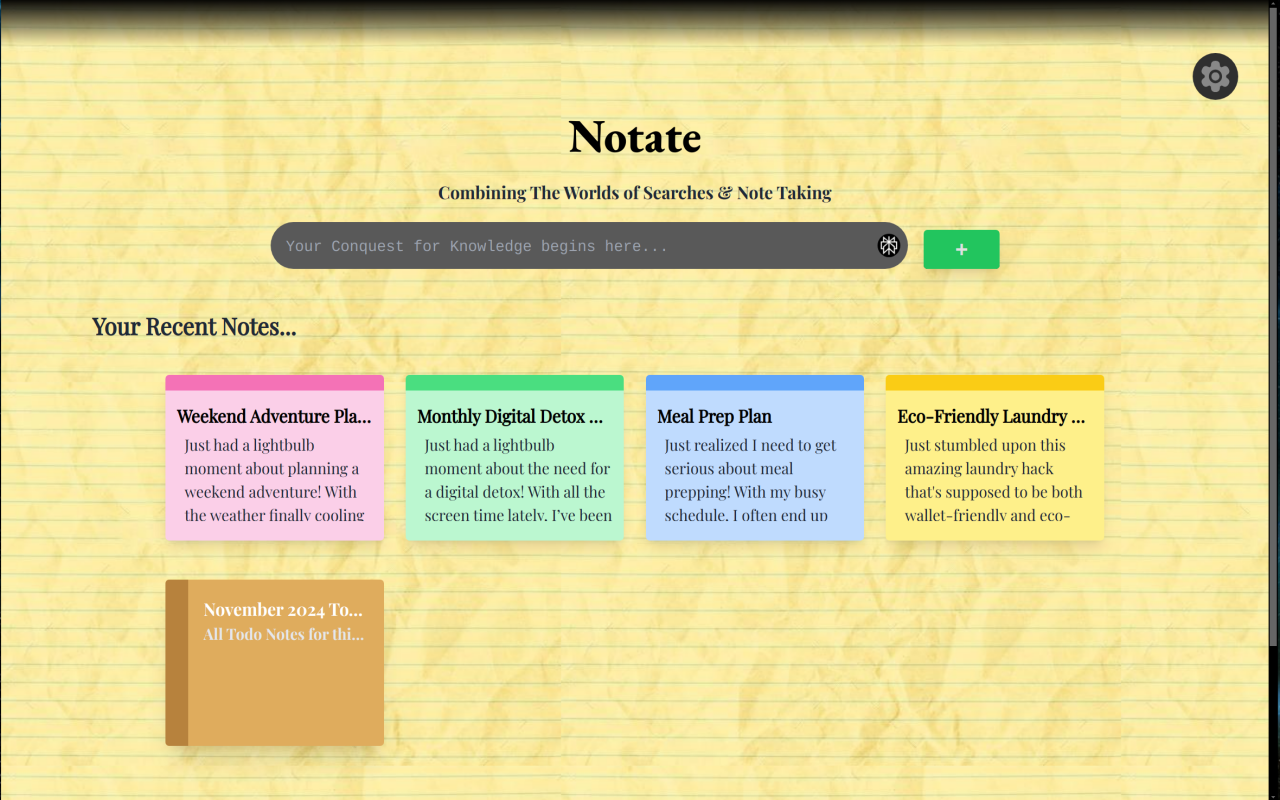 Notate
Combining The Worlds of Searches & Note Taking
Your Conquest for Knowledge begins here...
+
Your Recent Notes...
Weekend Adventure Pla...
Just had a lightbulb
moment about planning a
weekend adventure! With
the weather finally cooling
Monthly Digital Detox ...
Just had a lightbulb
moment about the need for
a digital detox! With all the
screen time lately, I've been
Meal Prep Plan
Just realized I need to get
serious about meal
prepping! With my busy
schedule, I often end up
Eco-Friendly Laundry ...
Just stumbled upon this
amazing laundry hack
that's supposed to be both
wallet-friendly and eco-
November 2024 To...
All Todo Notes for thi...